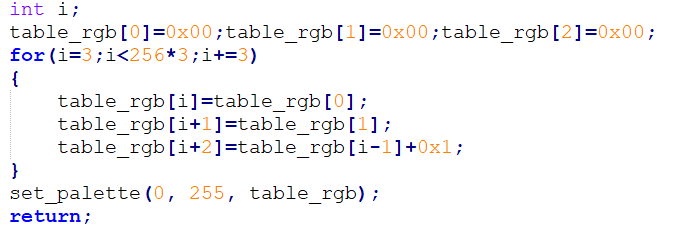 int i;
table_rgb[0]=0x00;table_rgb[1]=0x00;table_rgb[2]=0x00;
for(i=3;i<256*3;i+=3)
{
    table_rgb[i]=table_rgb[0];
    table_rgb[i+1]=table_rgb[1];
    table_rgb[i+2]=table_rgb[i-1]+0x1;
}
set_palette(0, 255, table_rgb);
return;